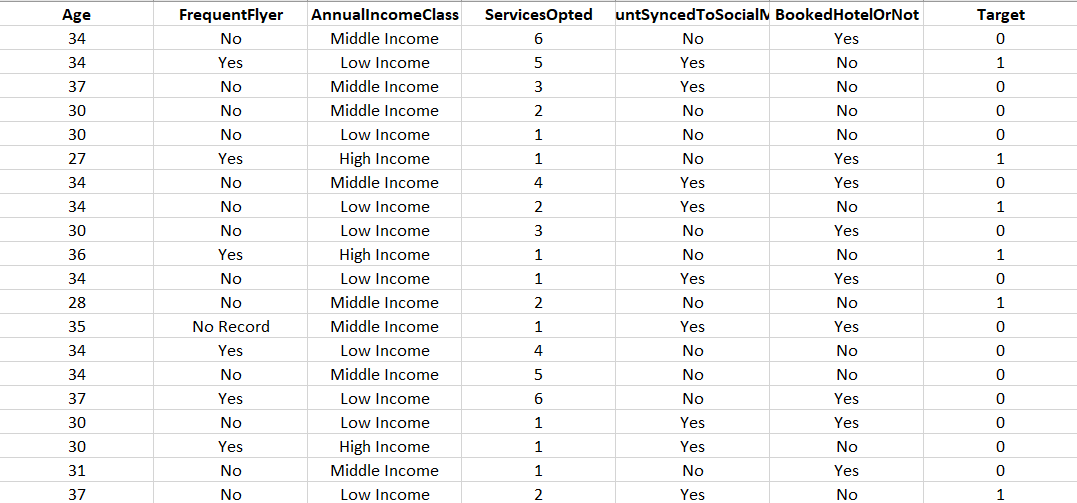 Age FrequentFlyer AnnualIncomeClass ServicesOpted untSyncedToSocialM BookedHotelOrNot Target
34 No Middle Income 6 No Yes 0
34 Yes Low Income 5 Yes No 1
37 No Middle Income 3 Yes No 0
30 No Middle Income 2 No No 0
30 No Low Income 1 No No 0
27 Yes High Income 1 No Yes 1
34 No Middle Income 4 Yes Yes 0
34 No Low Income 2 Yes No 1
30 No Low Income 3 No Yes 0
36 Yes High Income 1 No No 1
34 No Low Income 1 Yes Yes 0
28 No Middle Income 2 No No 1
35 No Record Middle Income 1 Yes Yes 0
34 Yes Low Income 4 No No 0
34 No Middle Income 5 No No 0
37 Yes Low Income 6 No Yes 0
30 No Low Income 1 Yes Yes 0
30 Yes High Income 1 Yes No 0
31 No Middle Income 1 No Yes 0
37 No Low Income 2 Yes No 1